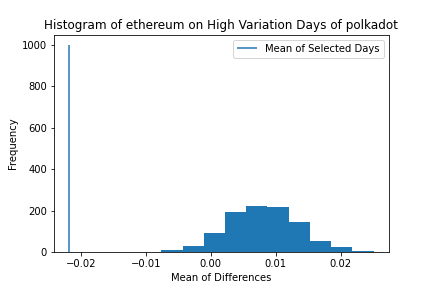 Histogram of ethereum on High Variation Days of polkadot
Mean of Selected Days
1000
800
600
400
200
0
Frequency
−0.02 −0.01 0.00 0.01 0.02
Mean of Differences